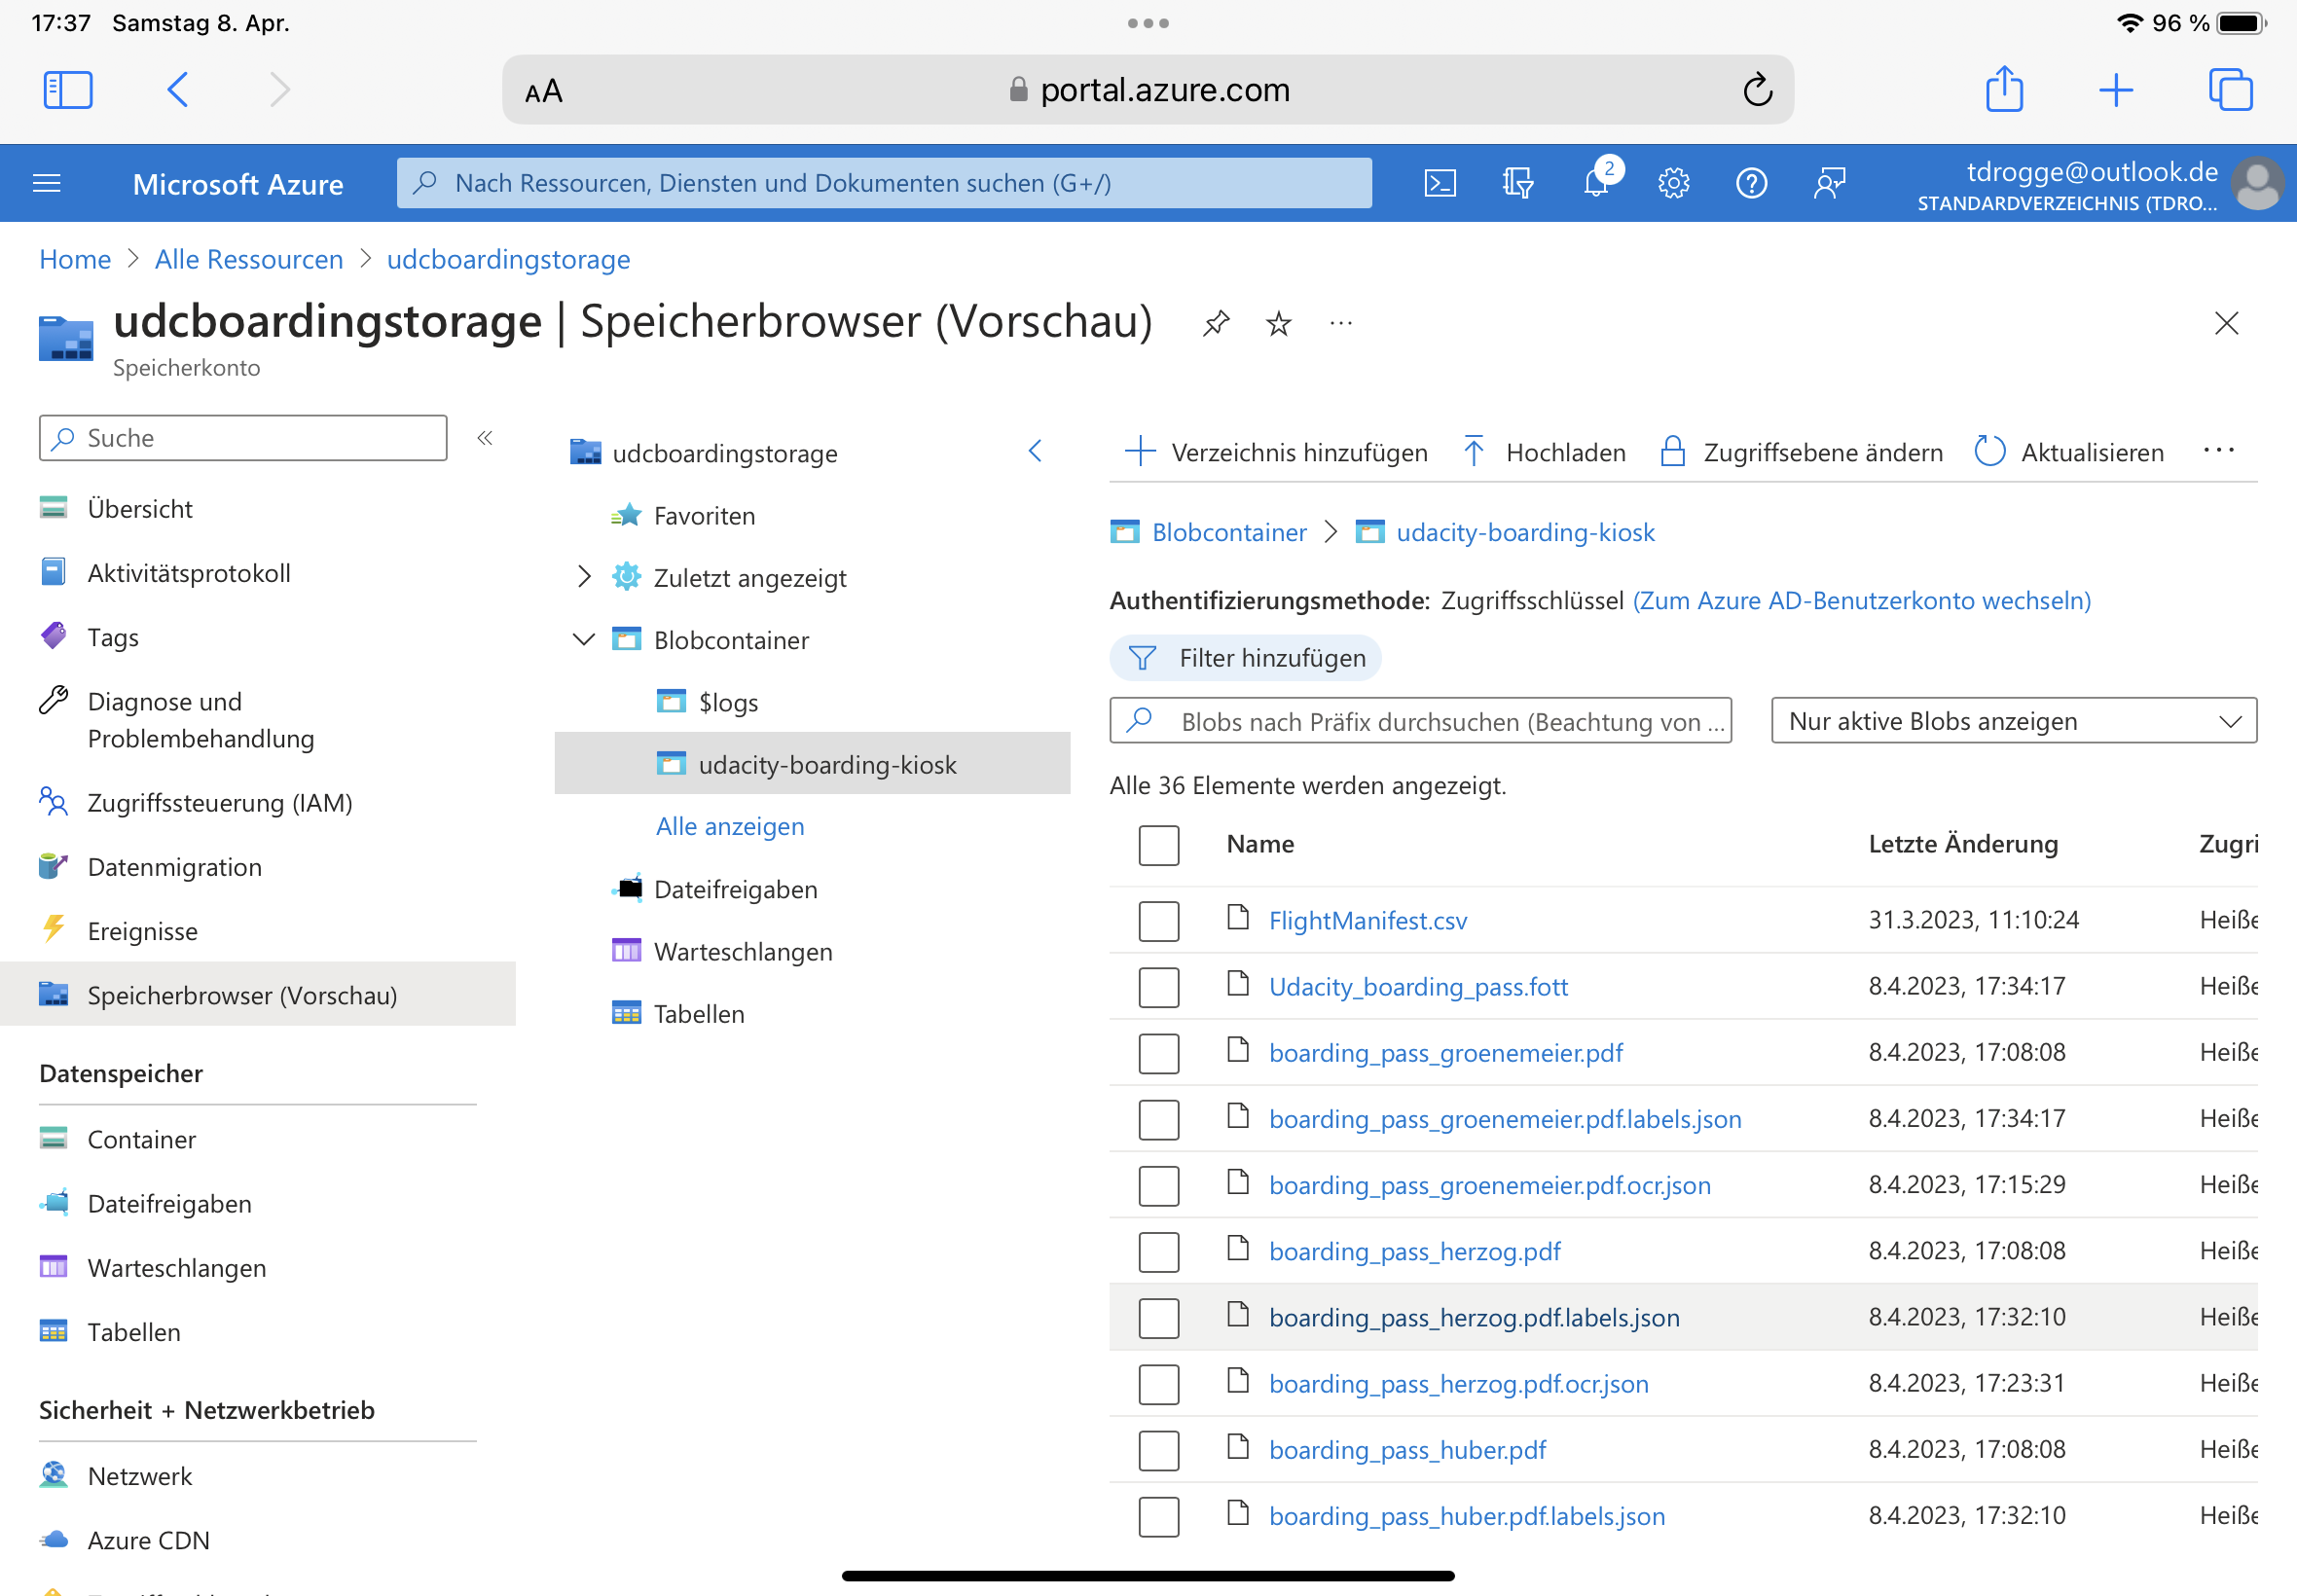 17:37 Samstag 8. Apr.
96 %
AA
portal.azure.com
Microsoft Azure
Nach Ressourcen, Diensten und Dokumenten suchen (G+/)
2
tdrogge@outlook.de
STANDARDVERZEICHNIS (TDRO...
Home > Alle Ressourcen > udcboardingstorage
udcboardingstorage | Speicherbrowser (Vorschau)
Speicherkonto
Suche
Übersicht
Aktivitätsprotokoll
Tags
Diagnose und
Problembehandlung
Zugriffssteuerung (IAM)
Datenmigration
Ereignisse
Speicherbrowser (Vorschau)
Datenspeicher
Container
Dateifreigaben
Warteschlangen
Tabellen
Sicherheit + Netzwerkbetrieb
Netzwerk
Azure CDN
udcboardingstorage
Favoriten
Zuletzt angezeigt
Blobcontainer
$logs
udacity-boarding-kiosk
Alle anzeigen
Dateifreigaben
Warteschlangen
Tabellen
Verzeichnis hinzufügen Hochladen Zugriffsebene ändern Aktualisieren ...
Blobcontainer > udacity-boarding-kiosk
Authentifizierungsmethode: Zugriffsschlüssel (Zum Azure AD-Benutzerkonto wechseln)
Filter hinzufügen
Blobs nach Präfix durchsuchen (Beachtung von ...
Nur aktive Blobs anzeigen
Alle 36 Elemente werden angezeigt.
Name Letzte Änderung Zugri
FlightManifest.csv 31.3.2023, 11:10:24 Heiße
Udacity_boarding_pass.fott 8.4.2023, 17:34:17 Heiße
boarding_pass_groenemeier.pdf 8.4.2023, 17:08:08 Heiße
boarding_pass_groenemeier.pdf.labels.json 8.4.2023, 17:34:17 Heiße
boarding_pass_groenemeier.pdf.ocr.json 8.4.2023, 17:15:29 Heiße
boarding_pass_herzog.pdf 8.4.2023, 17:08:08 Heiße
boarding_pass_herzog.pdf.labels.json 8.4.2023, 17:32:10 Heiße
boarding_pass_herzog.pdf.ocr.json 8.4.2023, 17:23:31 Heiße
boarding_pass_huber.pdf 8.4.2023, 17:08:08 Heiße
boarding_pass_huber.pdf.labels.json 8.4.2023, 17:32:10 Heiße